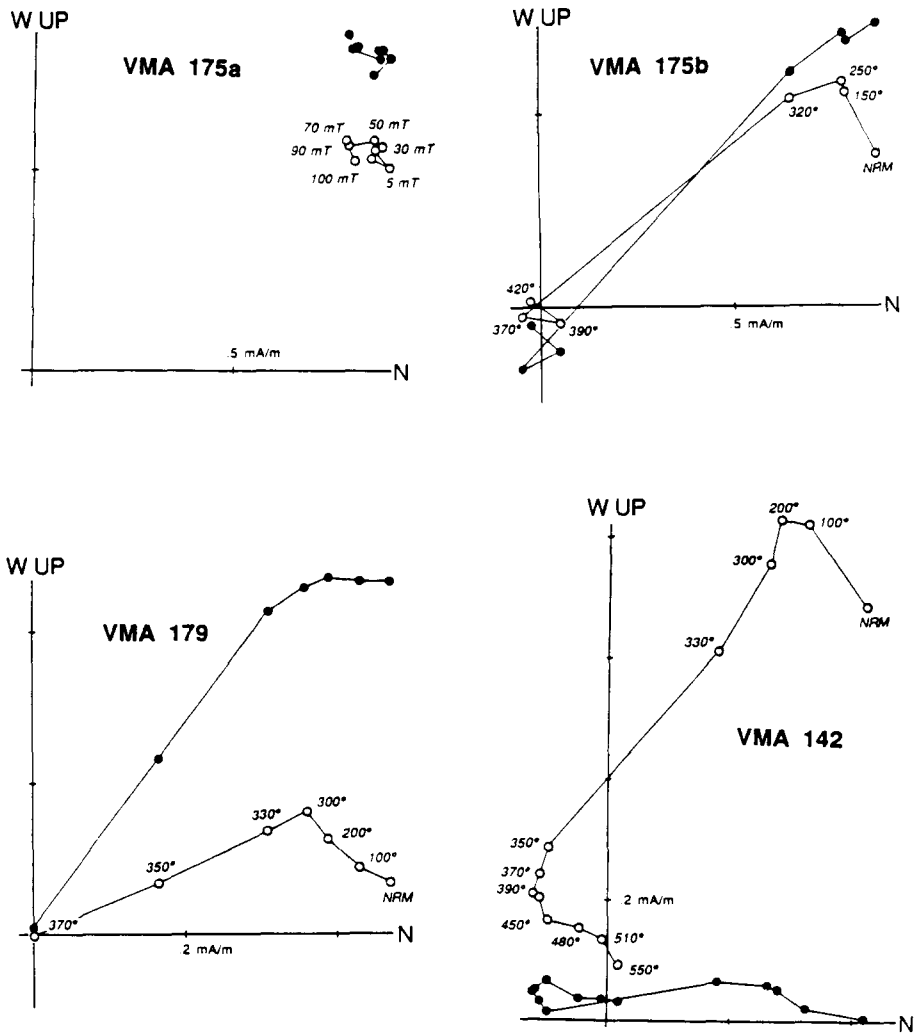 W UP
VMA 175a
70 mT
50 mT
90 mT
30 mT
100 mT
5 mT
.5 mA/m
N
W UP
VMA 175b
250°
150°
320°
NRM
420°
370°
390°
.5 mA/m
N
W UP
VMA 179
300°
330°
200°
350°
100°
NRM
370°
.2 mA/m
N
W UP
200°
100°
300°
NRM
330°
VMA 142
350°
370°
390°
.2 mA/m
450°
480°
510°
550°
N